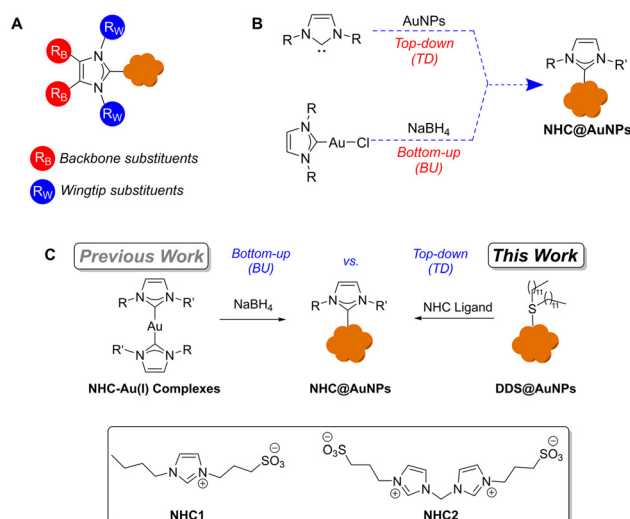 A
R_W
R_B
N
N
R_B
R_W
R_B Backbone substituents
R_W Wingtip substituents
B
R N N R
AuNPs
Top-down
(TD)
R
N
Au Cl
N
R
NaBH4
Bottom-up
(BU)
R N N R'
NHC@AuNPs
C
Previous Work
Bottom-up
(BU)
vs.
Top-down
(TD)
This Work
R N N R'
Au
R' N N R
NHC-Au(I) Complexes
NaBH4
R N N R'
NHC@AuNPs
NHC Ligand
( )11
( )11
S
DDS@AuNPs
N N ⊕
⊖
SO3
NHC1
⊖
O3S
N ⊕ N
N N ⊕
⊖
SO3
NHC2